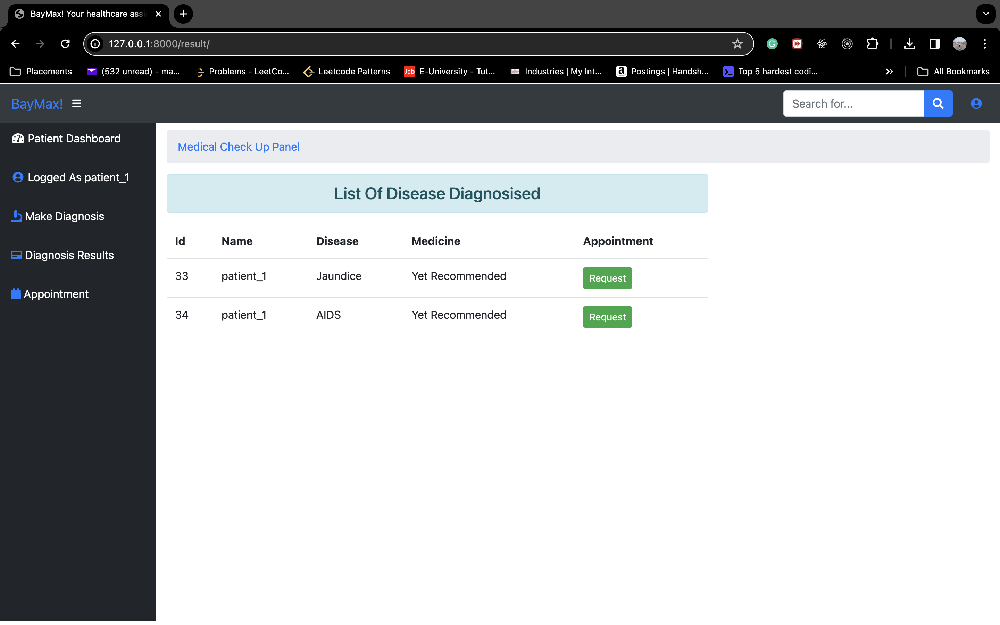 BayMax! Your healthcare assi
127.0.0.1:8000/result/
Placements (532 unread) - ma... Problems - LeetCo... Leetcode Patterns Job E-University - Tut... Industries | My Int... Postings | Handsh... Top 5 hardest codi... All Bookmarks
BayMax! Search for...
Patient Dashboard
Logged As patient_1
Make Diagnosis
Diagnosis Results
Appointment
Medical Check Up Panel
List Of Disease Diagnosised
Id Name Disease Medicine Appointment
33 patient_1 Jaundice Yet Recommended Request
34 patient_1 AIDS Yet Recommended Request